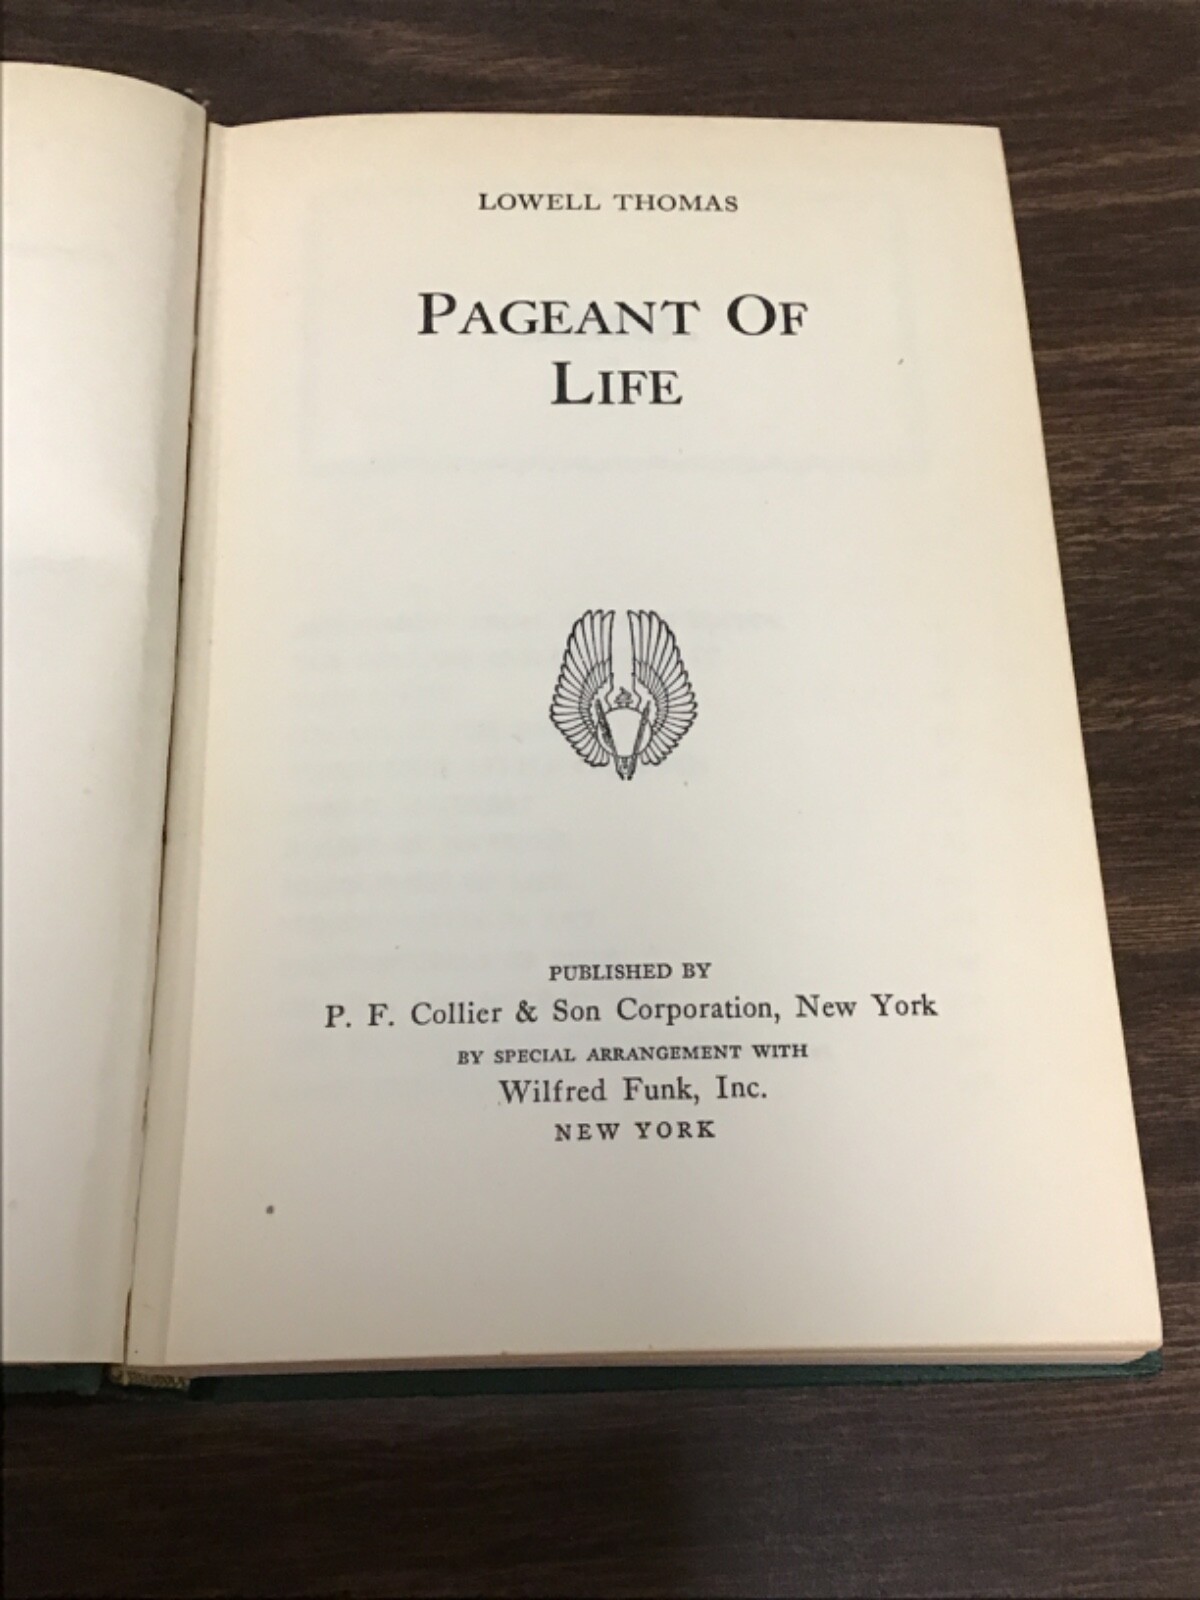 LOWELL THOMAS
PAGEANT OF
LIFE
PUBLISHED BY
P. F. Collier & Son Corporation, New York
BY SPECIAL ARRANGEMENT WITH
Wilfred Funk, Inc.
NEW YORK